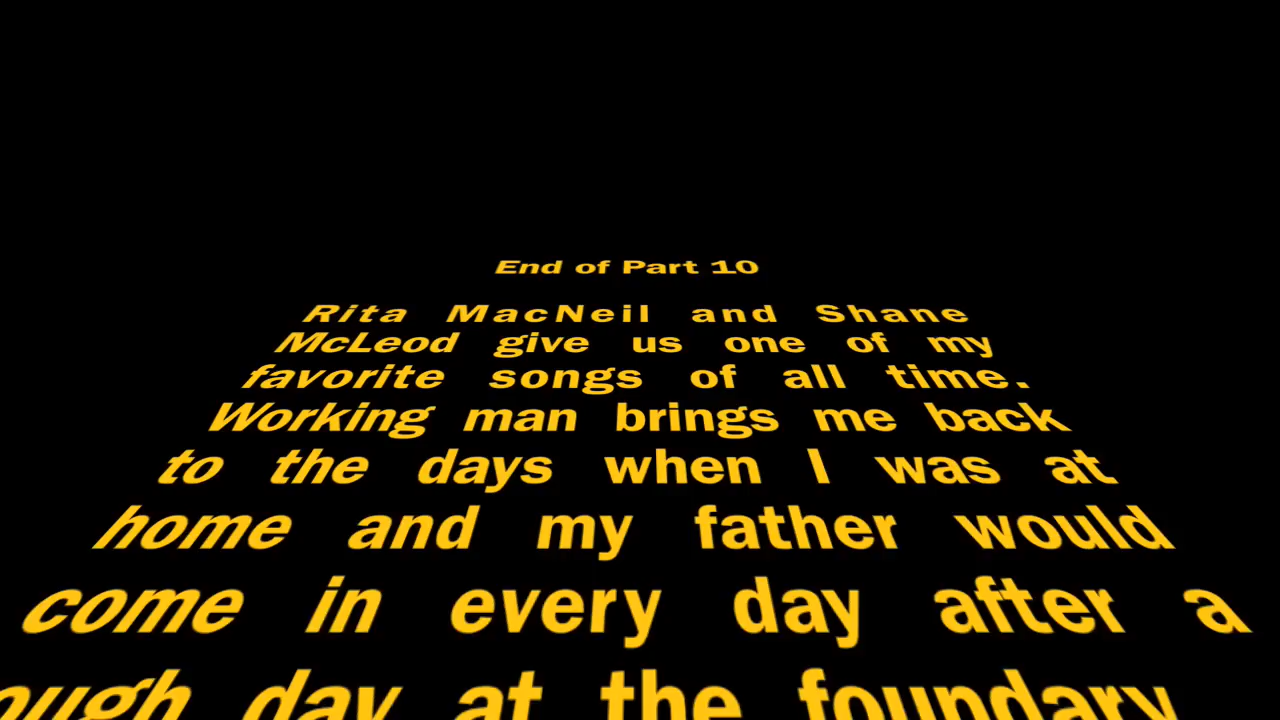 End of Part 10
Rita MacNeil and Shane
McLeod give us one of my
favorite songs of all time.
Working man brings me back
to the days when I was at
home and my father would
come in every day after a
day at the foundary